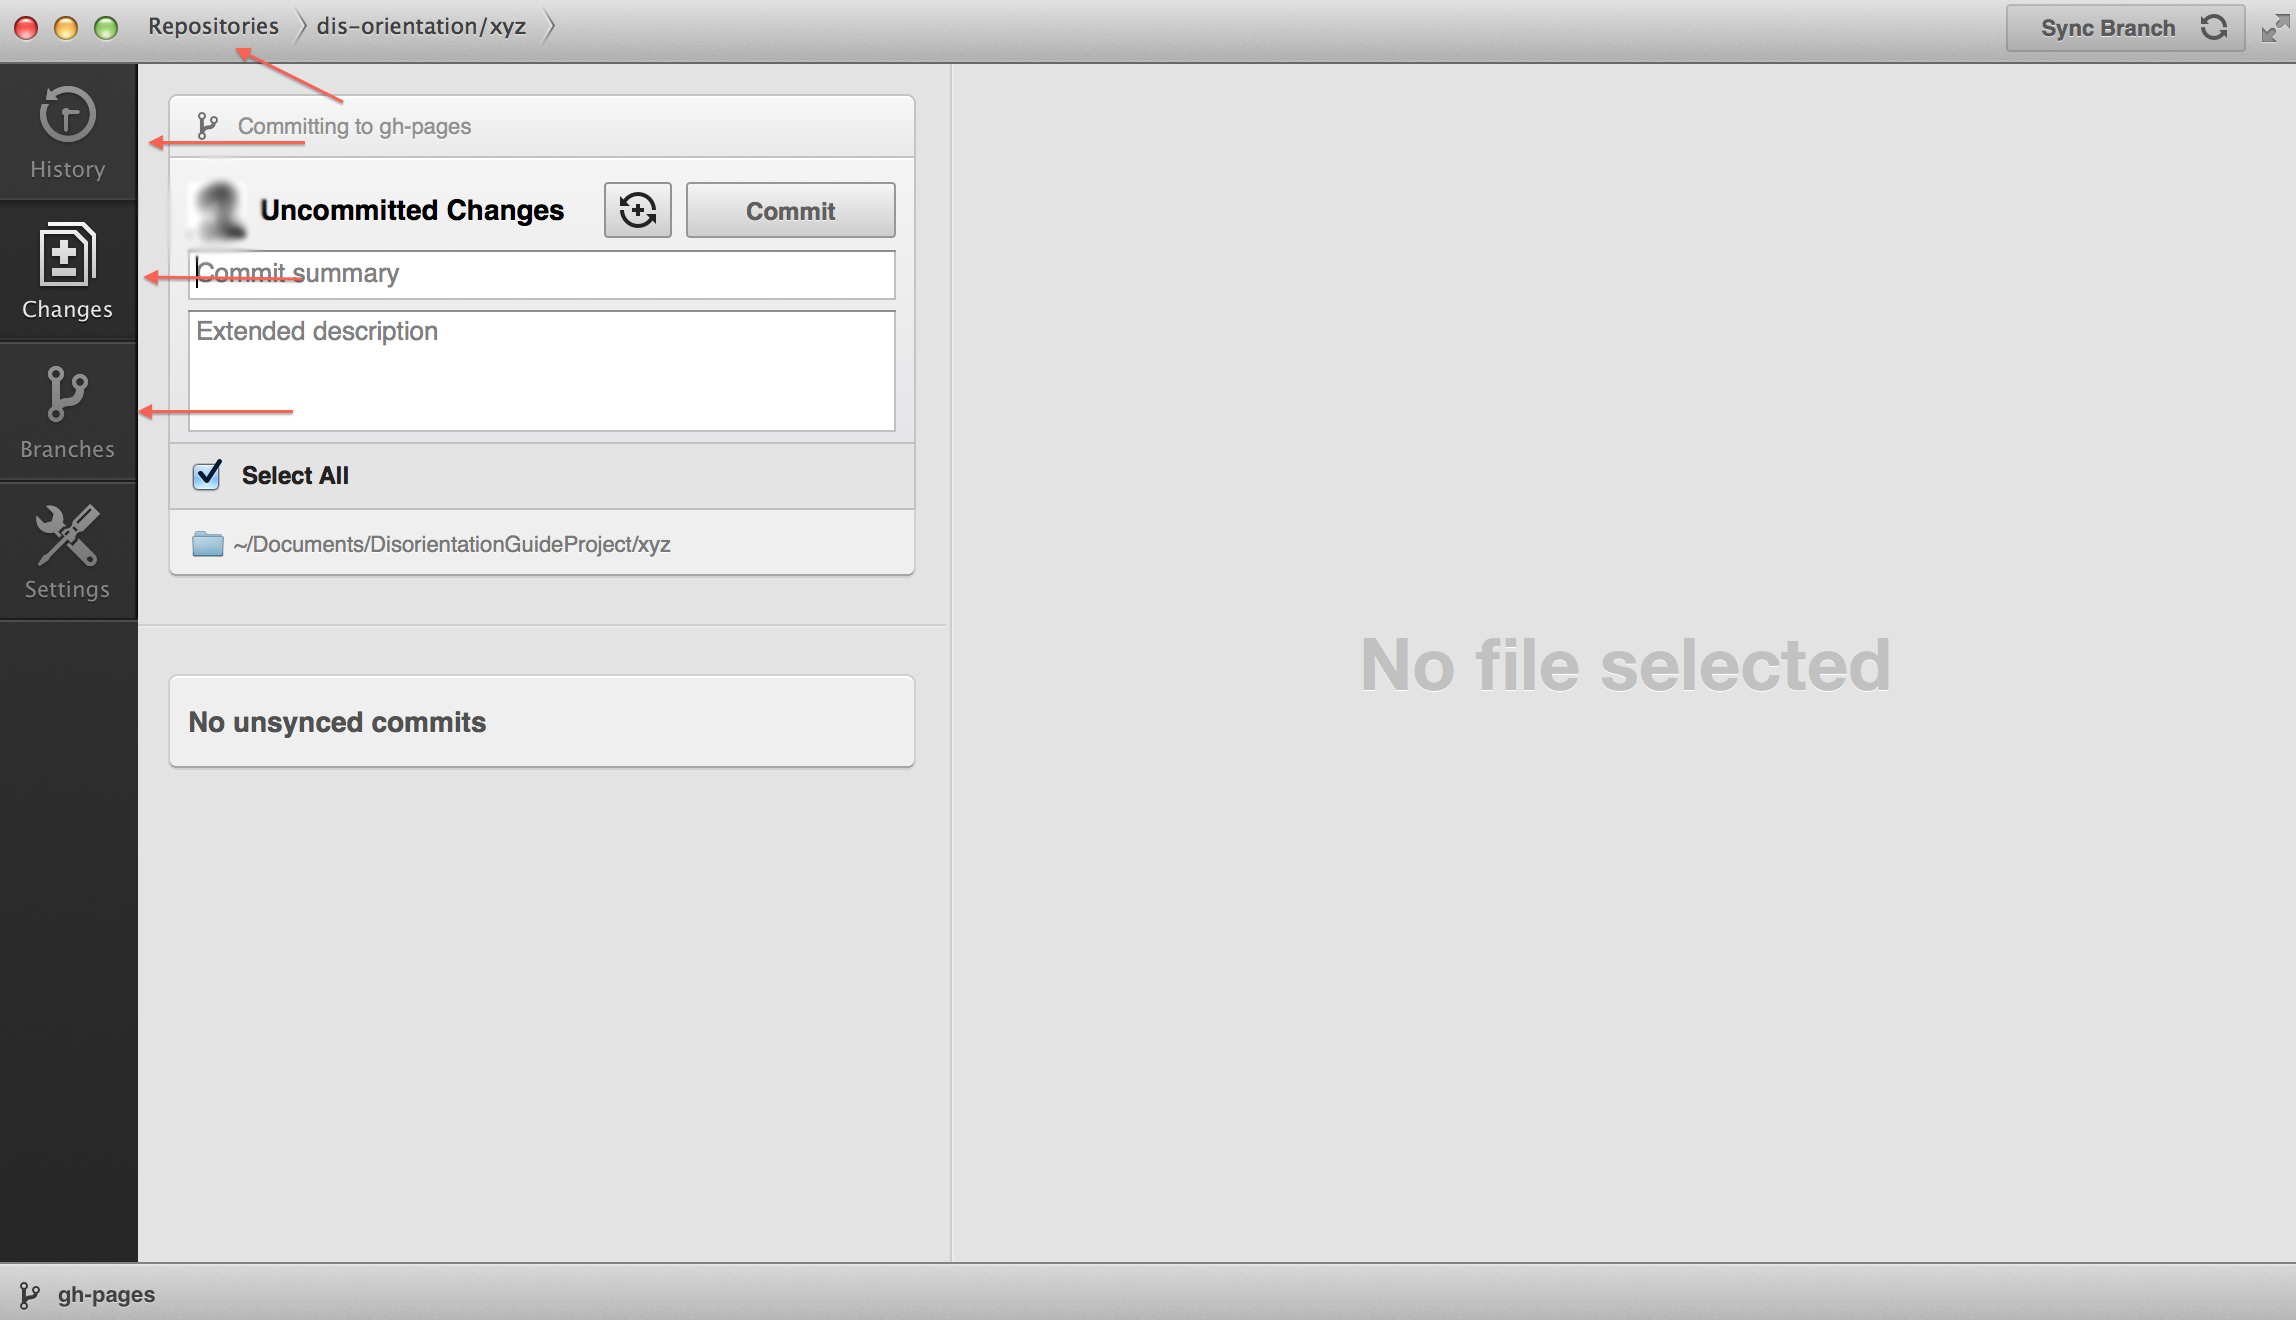 Repositories
dis-orientation/xyz
Sync Branch
History
Changes
Branches
Settings
Committing to gh-pages
Uncommitted Changes
Commit
Commit summary
Extended description
Select All
~/Documents/DisorientationGuideProject/xyz
No unsynced commits
No file selected
gh-pages